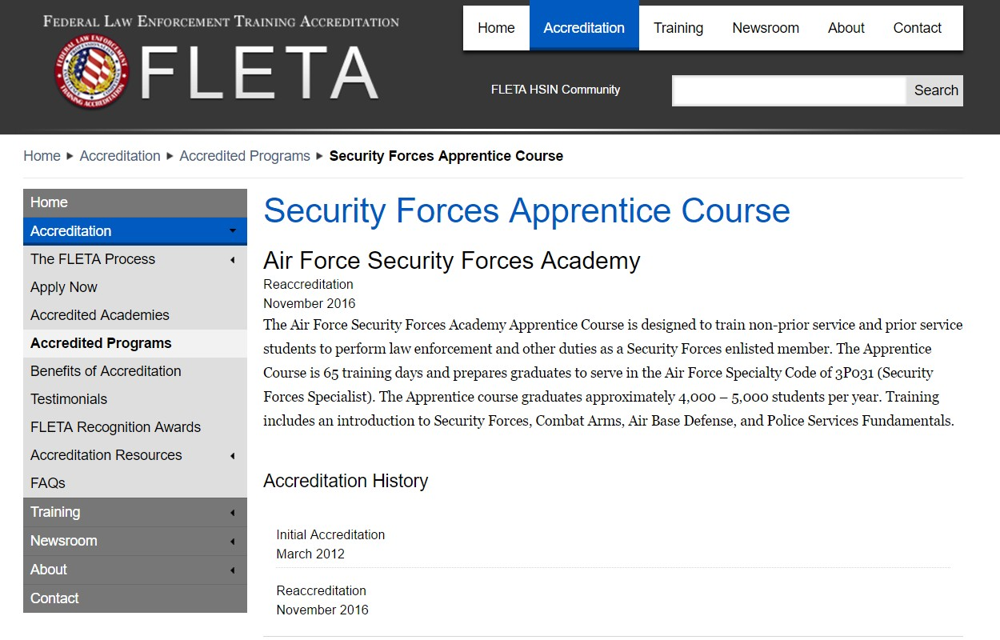 FEDERAL LAW ENFORCEMENT TRAINING ACCREDITATION
FLETA
Home Accreditation Training Newsroom About Contact
FLETA HSIN Community
Search
Home Accreditation Accredited Programs Security Forces Apprentice Course
Home
Accreditation
The FLETA Process
Apply Now
Accredited Academies
Accredited Programs
Benefits of Accreditation
Testimonials
FLETA Recognition Awards
Accreditation Resources
FAQs
Training
Newsroom
About
Contact
Security Forces Apprentice Course
Air Force Security Forces Academy
Reaccreditation
November 2016
The Air Force Security Forces Academy Apprentice Course is designed to train non-prior service and prior service
students to perform law enforcement and other duties as a Security Forces enlisted member. The Apprentice
Course is 65 training days and prepares graduates to serve in the Air Force Specialty Code of 3P031 (Security
Forces Specialist). The Apprentice course graduates approximately 4,000 – 5,000 students per year. Training
includes an introduction to Security Forces, Combat Arms, Air Base Defense, and Police Services Fundamentals.
Accreditation History
Initial Accreditation
March 2012
Reaccreditation
November 2016